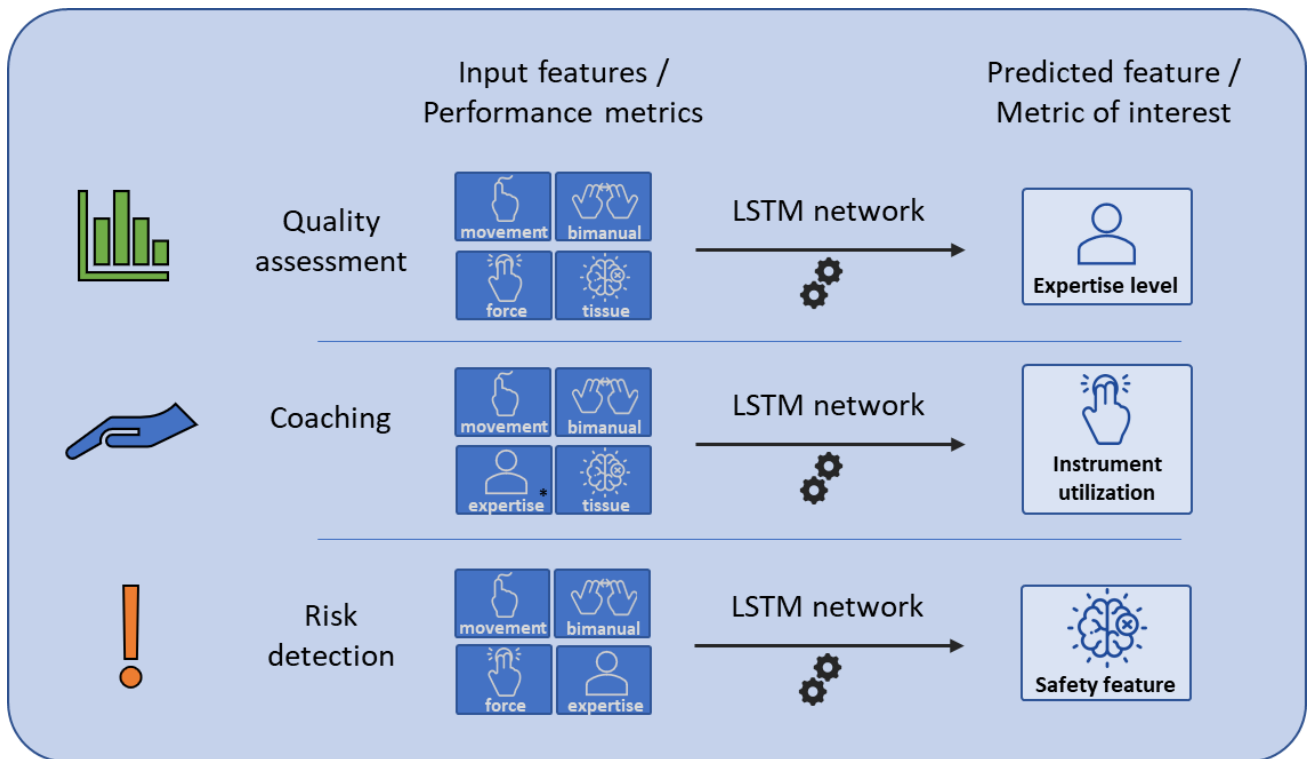 Input features /
Performance metrics
Predicted feature /
Metric of interest
Quality
assessment
movement
bimanual
force
tissue
LSTM network
Expertise level
Coaching
movement
bimanual
expertise *
tissue
LSTM network
Instrument
utilization
Risk
detection
movement
bimanual
force
expertise
LSTM network
Safety feature